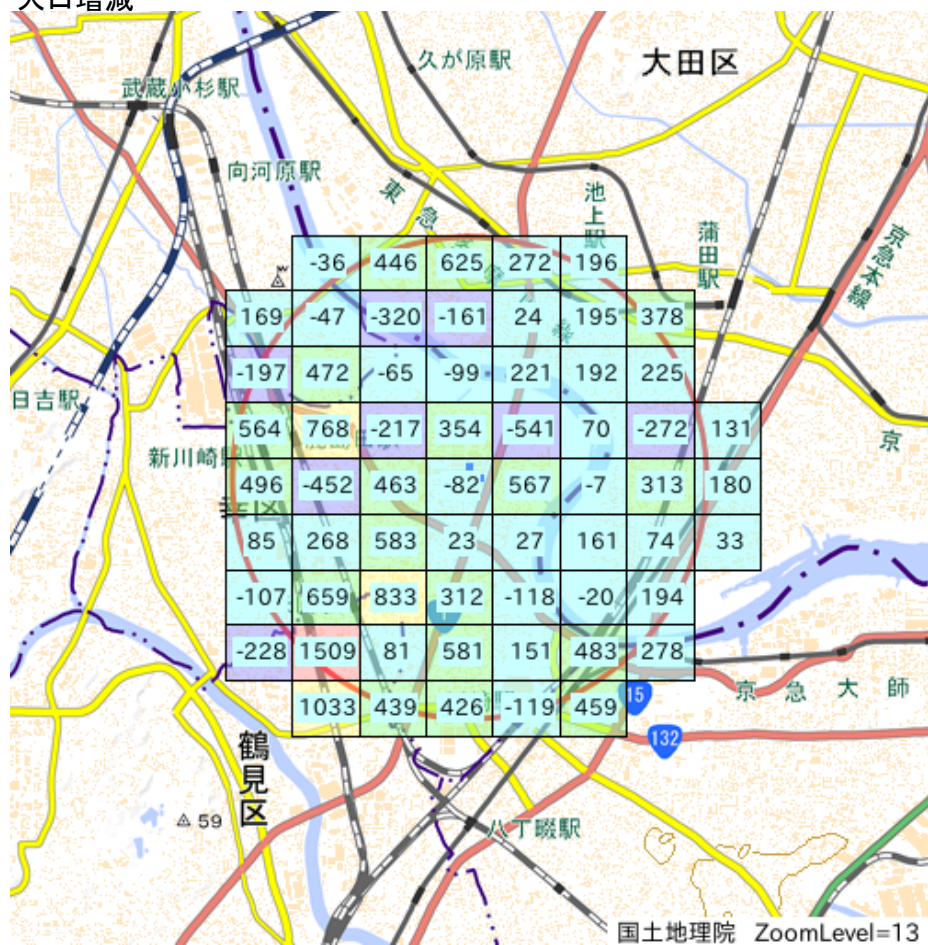 人口増減
久が原駅
大田区
武蔵小杉駅
向河原駅
東急
池上駅
蒲田駅
京急本線
-36 446 625 272 196
169 -47 -320 -161 24 195 378
-197 472 -65 -99 221 192 225
日吉駅
564 768 -217 354 -541 70 -272 131
京
新川崎駅
496 -452 463 -82 567 -7 313 180
幸区
85 268 583 23 27 161 74 33
-107 659 833 312 -118 -20 194
-228 1509 81 581 151 483 278
京急大師
15
1033 439 426 -119 459
132
鶴見区
59
八丁畷駅
国土地理院 ZoomLevel=13